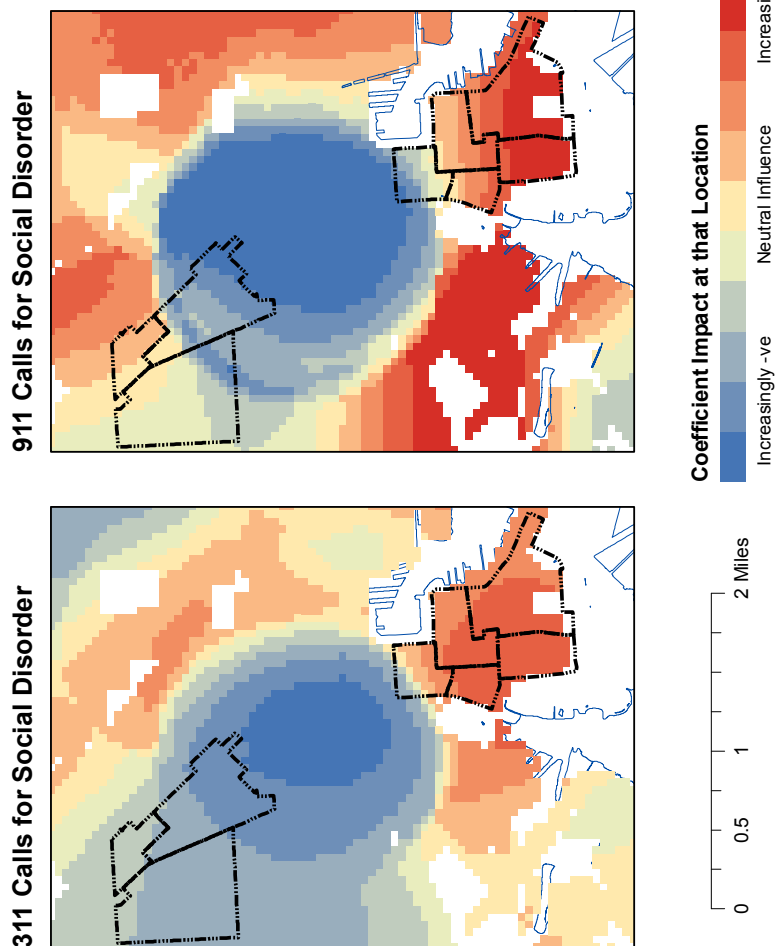 911 Calls for Social Disorder
311 Calls for Social Disorder
Coefficient Impact at that Location
Increasingly -ve
Neutral Influence
0
0.5
1
2 Miles